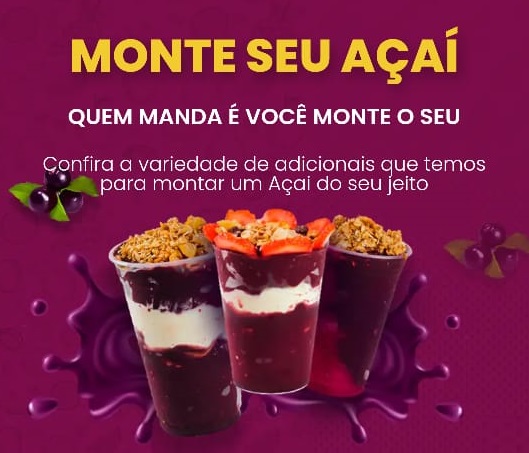 MONTE SEU AÇAÍ
QUEM MANDA É VOCÊ MONTE O SEU
Confira a variedade de adicionais que temos
para montar um Açai do seu jeito